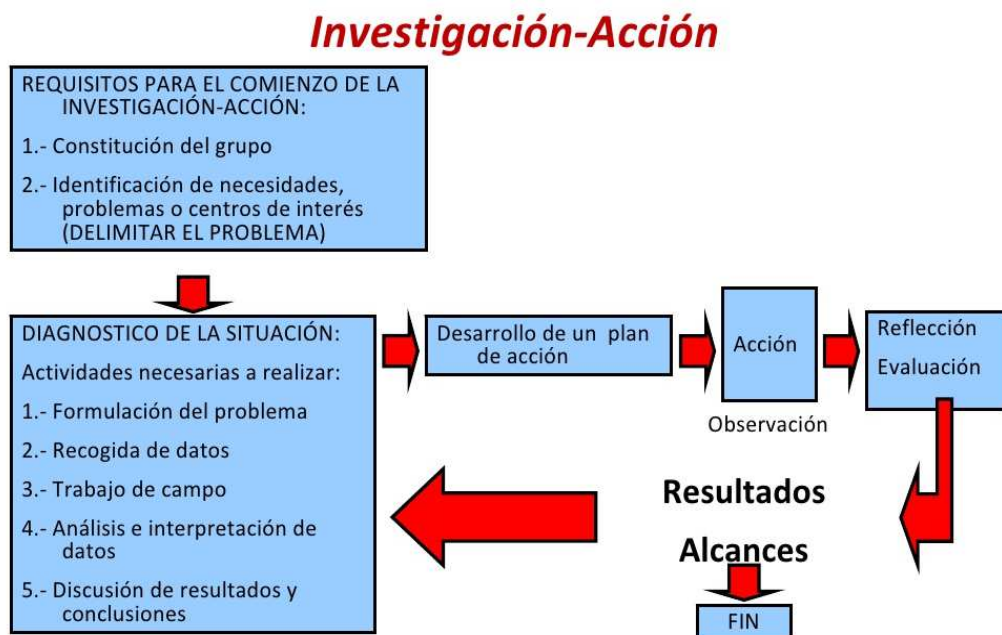 Investigación-Acción
REQUISITOS PARA EL COMIENZO DE LA
INVESTIGACIÓN-ACCIÓN:
1.- Constitución del grupo
2.- Identificación de necesidades,
problemas o centros de interés
(DELIMITAR EL PROBLEMA)
DIAGNOSTICO DE LA SITUACIÓN:
Actividades necesarias a realizar:
1.- Formulación del problema
2.- Recogida de datos
3.- Trabajo de campo
4.- Análisis e interpretación de
datos
5.- Discusión de resultados y
conclusiones
Desarrollo de un plan
de acción
Acción
Observación
Reflección
Evaluación
Resultados
Alcances
FIN